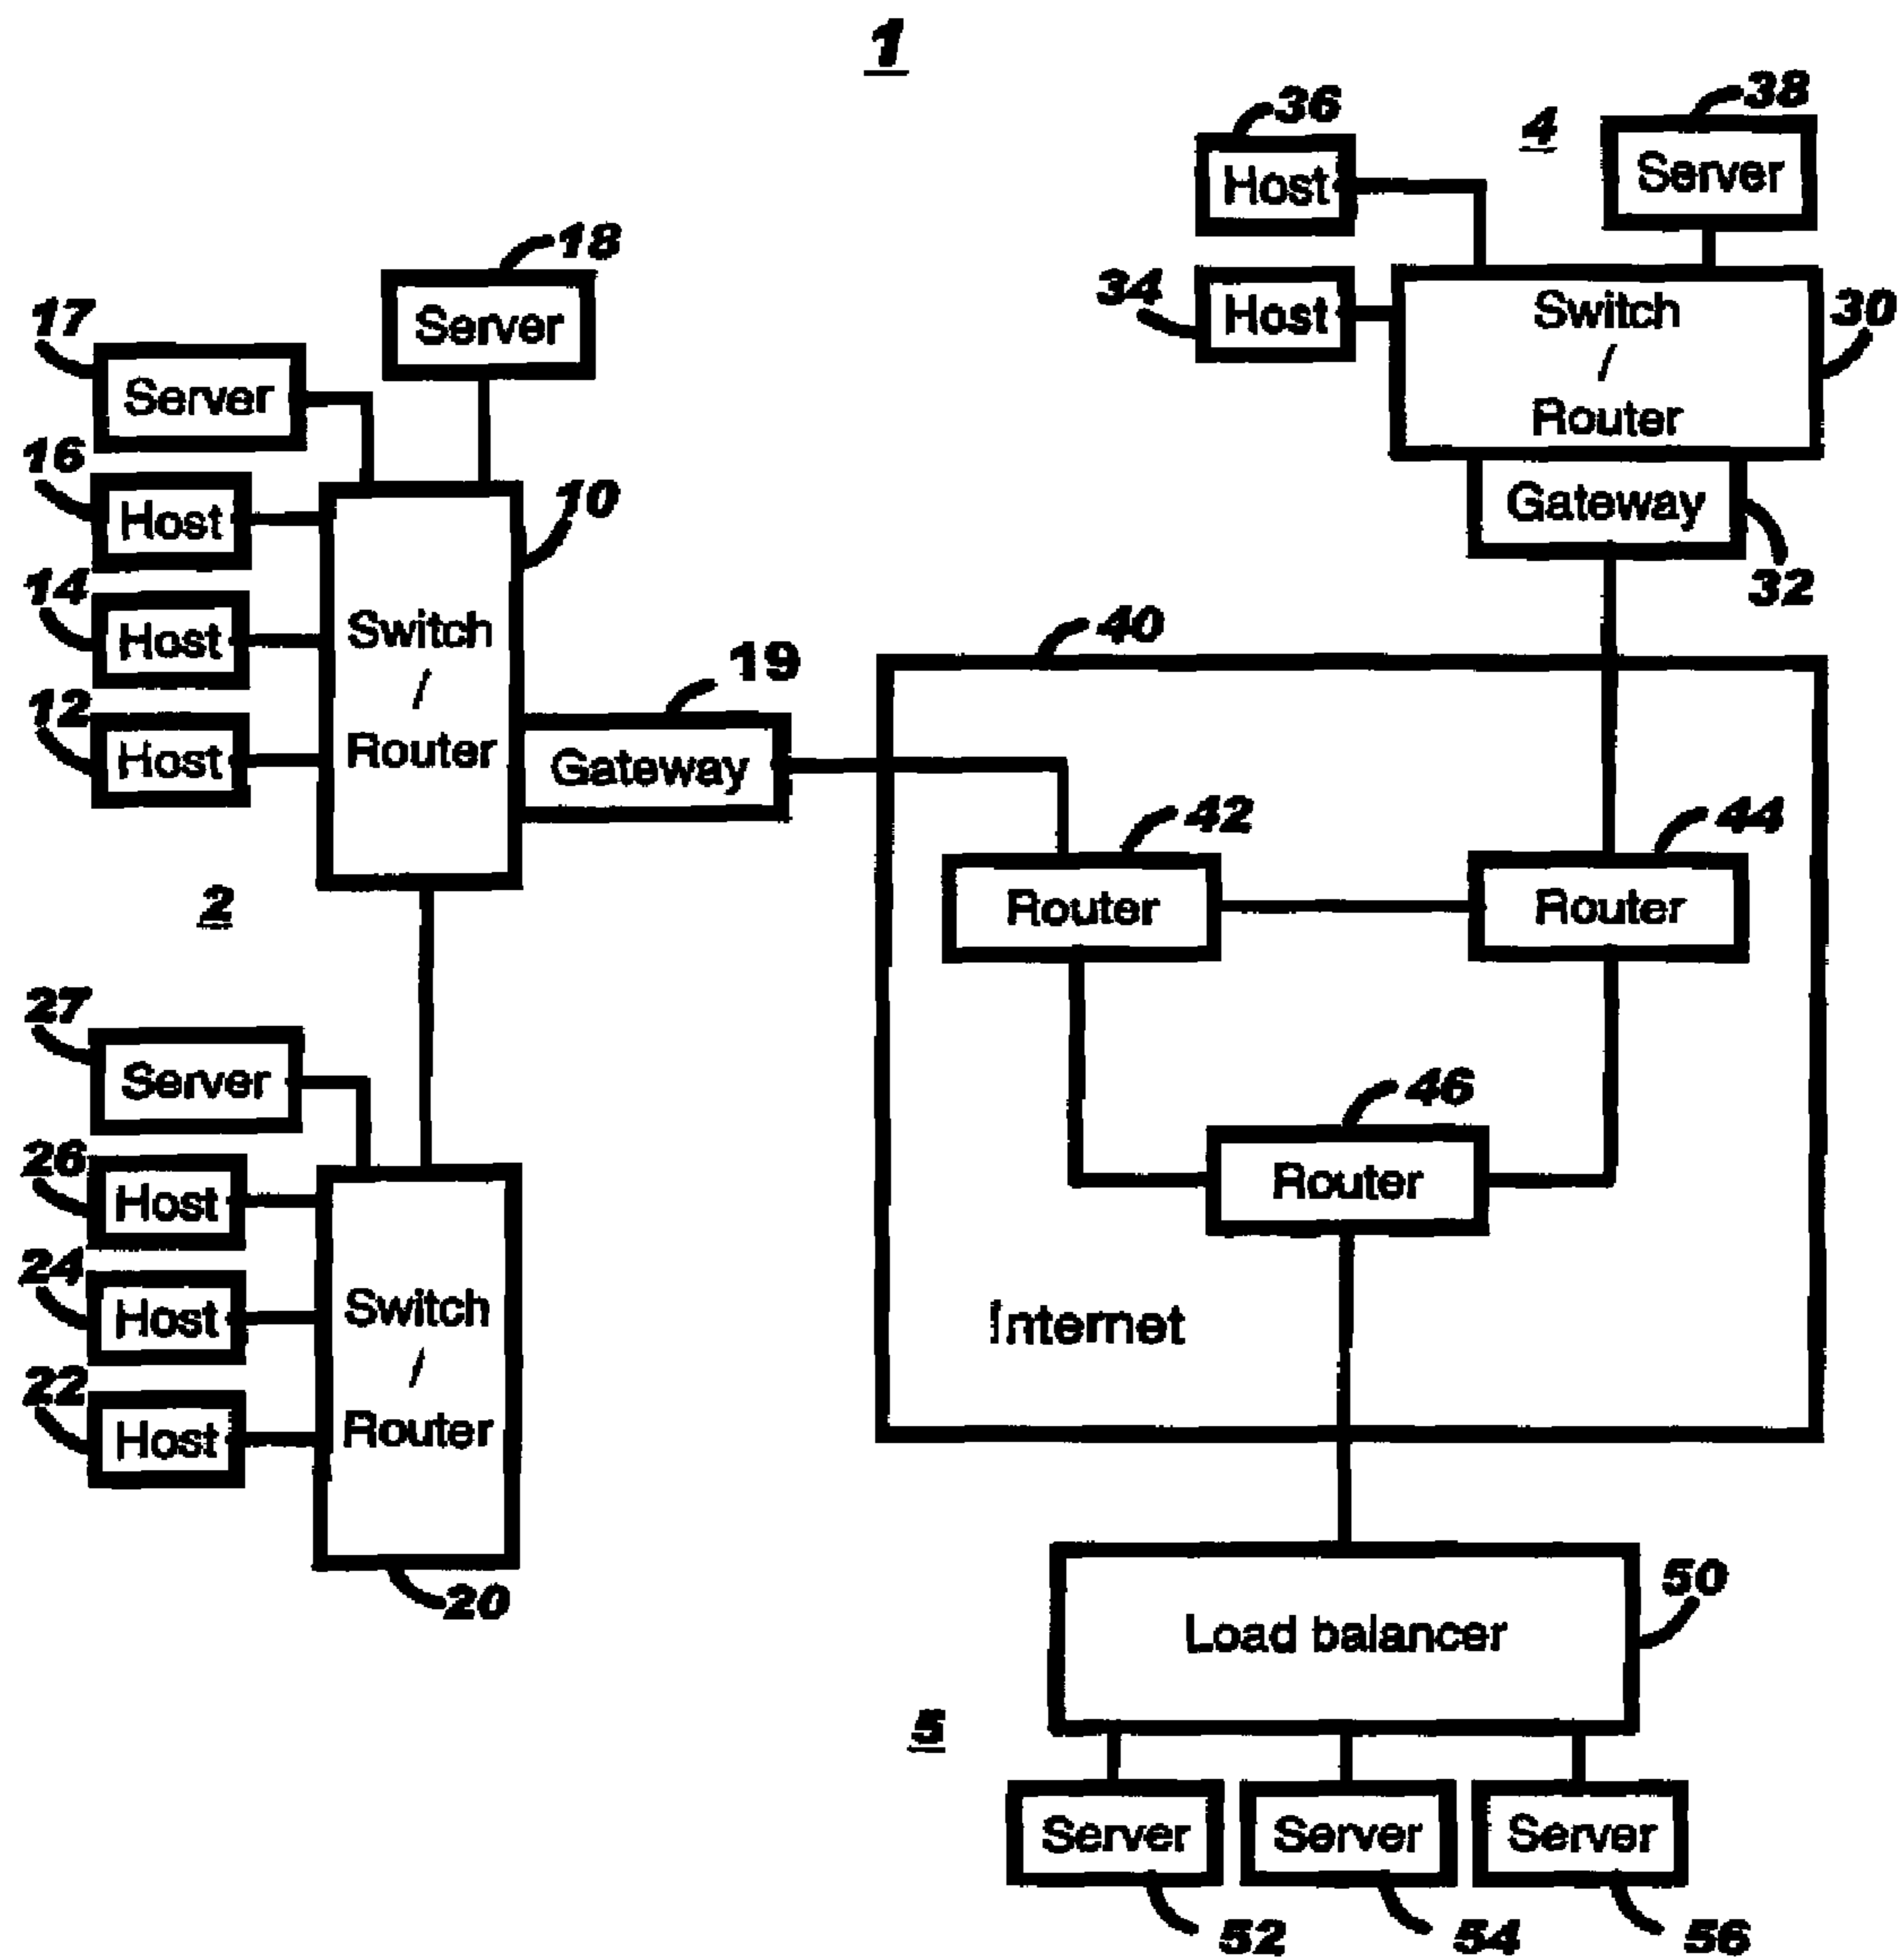 1
36
4
38
Host
Server
18
34
Host
Switch
/
Router
30
17
Server
Server
16
Host
10
Gateway
32
14
Host
Switch
/
Router
40
19
12
Host
Gateway
42
44
2
Router
Router
27
Server
46
26
Host
Router
24
Host
Switch
/
Router
Internet
22
Host
20
50
Load balancer
5
Server
Server
Server
52
54
56